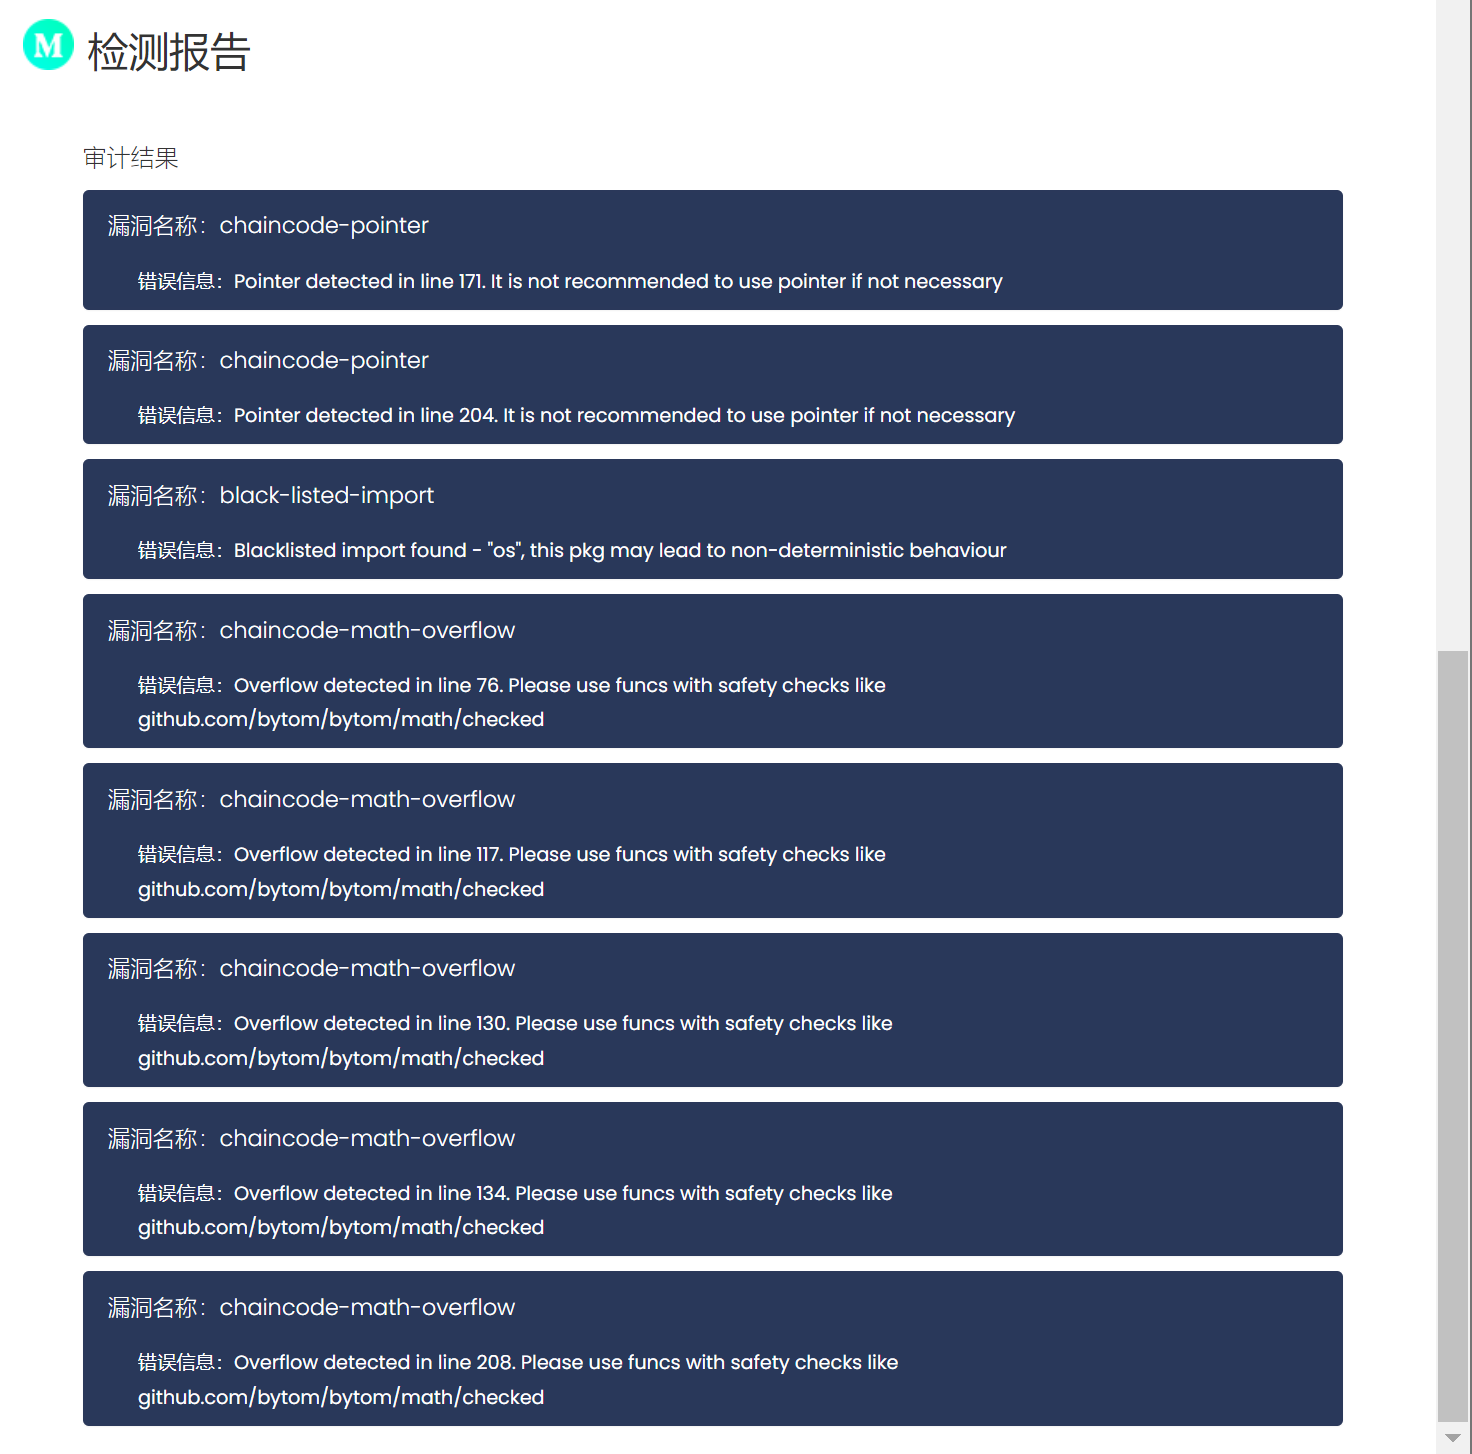 M 检测报告
审计结果
漏洞名称：chaincode-pointer
错误信息：Pointer detected in line 171. It is not recommended to use pointer if not necessary
漏洞名称：chaincode-pointer
错误信息：Pointer detected in line 204. It is not recommended to use pointer if not necessary
漏洞名称：black-listed-import
错误信息：Blacklisted import found - "os", this pkg may lead to non-deterministic behaviour
漏洞名称：chaincode-math-overflow
错误信息：Overflow detected in line 76. Please use funcs with safety checks like
github.com/bytom/bytom/math/checked
漏洞名称：chaincode-math-overflow
错误信息：Overflow detected in line 117. Please use funcs with safety checks like
github.com/bytom/bytom/math/checked
漏洞名称：chaincode-math-overflow
错误信息：Overflow detected in line 130. Please use funcs with safety checks like
github.com/bytom/bytom/math/checked
漏洞名称：chaincode-math-overflow
错误信息：Overflow detected in line 134. Please use funcs with safety checks like
github.com/bytom/bytom/math/checked
漏洞名称：chaincode-math-overflow
错误信息：Overflow detected in line 208. Please use funcs with safety checks like
github.com/bytom/bytom/math/checked